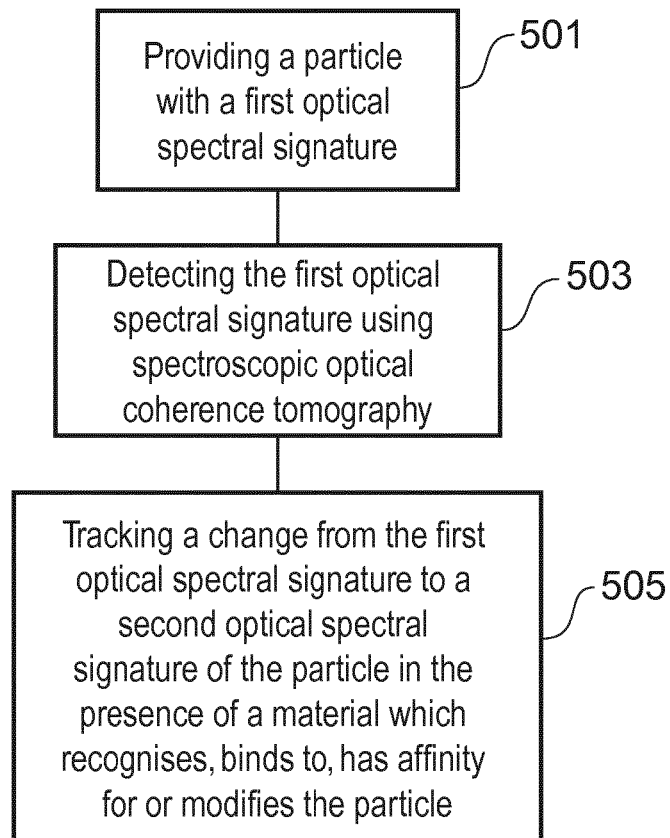 Providing a particle
with a first optical
spectral signature
501
Detecting the first optical
spectral signature using
spectroscopic optical
coherence tomography
503
Tracking a change from the first
optical spectral signature to a
second optical spectral
signature of the particle in the
presence of a material which
recognises, binds to, has affinity
for or modifies the particle
505